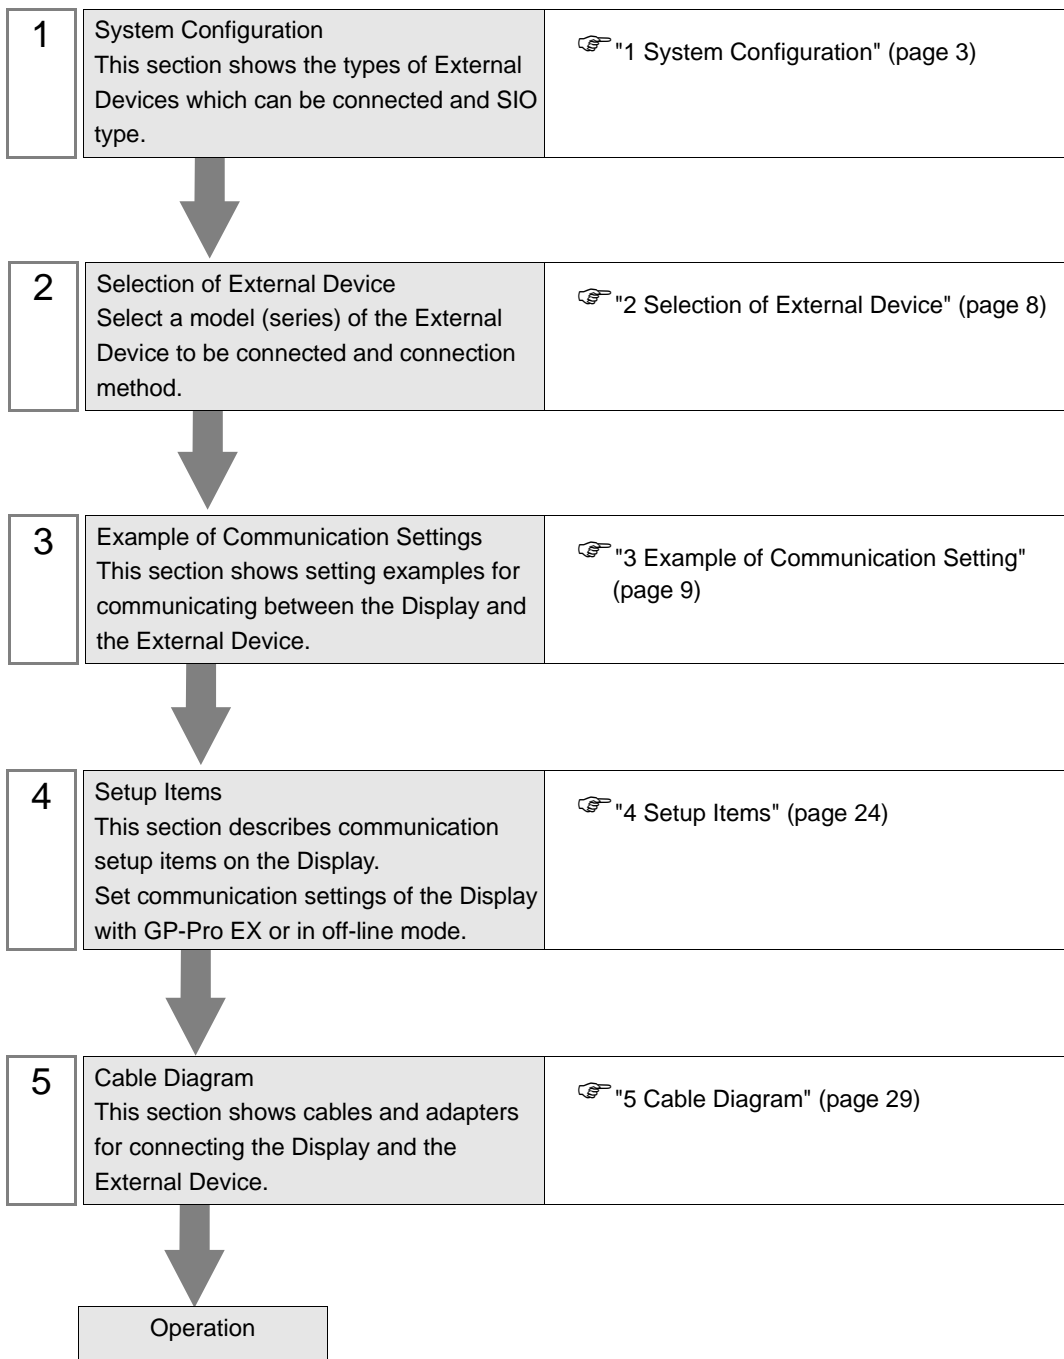 1
System Configuration
This section shows the types of External
Devices which can be connected and SIO
type.
"1 System Configuration" (page 3)
2
Selection of External Device
Select a model (series) of the External
Device to be connected and connection
method.
"2 Selection of External Device" (page 8)
3
Example of Communication Settings
This section shows setting examples for
communicating between the Display and
the External Device.
"3 Example of Communication Setting"
(page 9)
4
Setup Items
This section describes communication
setup items on the Display.
Set communication settings of the Display
with GP-Pro EX or in off-line mode.
"4 Setup Items" (page 24)
5
Cable Diagram
This section shows cables and adapters
for connecting the Display and the
External Device.
"5 Cable Diagram" (page 29)
Operation